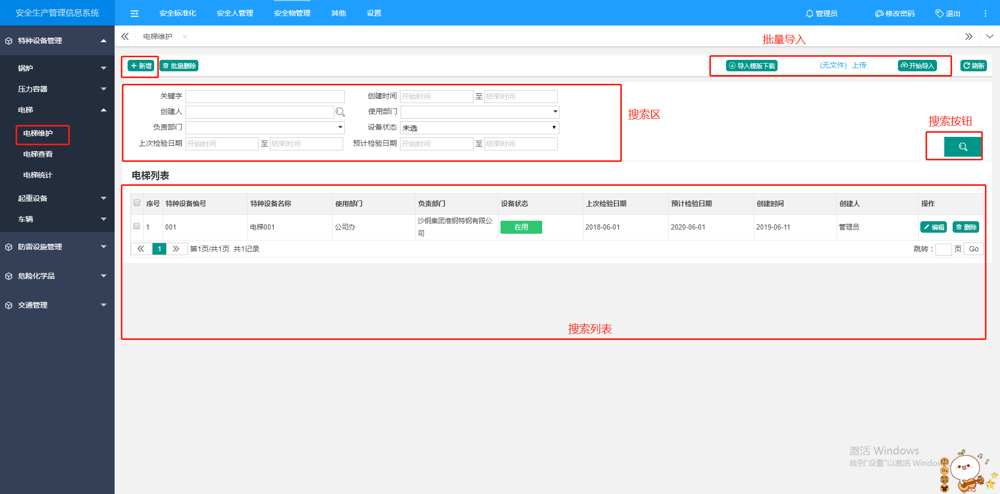 安全生产管理信息系统
安全标准化 安全人管理 安全物管理 其他 设置
管理员 修改密码 退出
特种设备管理
锅炉
压力容器
电梯
电梯维护
电梯查看
电梯统计
起重设备
车辆
防雷设施管理
危险化学品
交通管理
电梯维护
批量导入
新增 批量删除 导入模版下载 (无文件) 上传 开始导入 刷新
关键字 创建时间 开始时间 至 结束时间
创建人 使用部门
负责部门 设备状态 未选
上次检验日期 开始时间 至 结束时间 预计检验日期 开始时间 至 结束时间
搜索区
搜索按钮
电梯列表
序号 特种设备编号 特种设备名称 使用部门 负责部门 设备状态 上次检验日期 预计检验日期 创建时间 创建人 操作
1 001 电梯001 公司办 沙钢集团淮钢特钢有限公
司 在用 2018-06-01 2020-06-01 2019-06-11 管理员 编辑 删除
1 第1页/共1页 共1记录 跳转： 页 Go
搜索列表
激活 Windows
转到“设置”以激活 Windows。
中
简